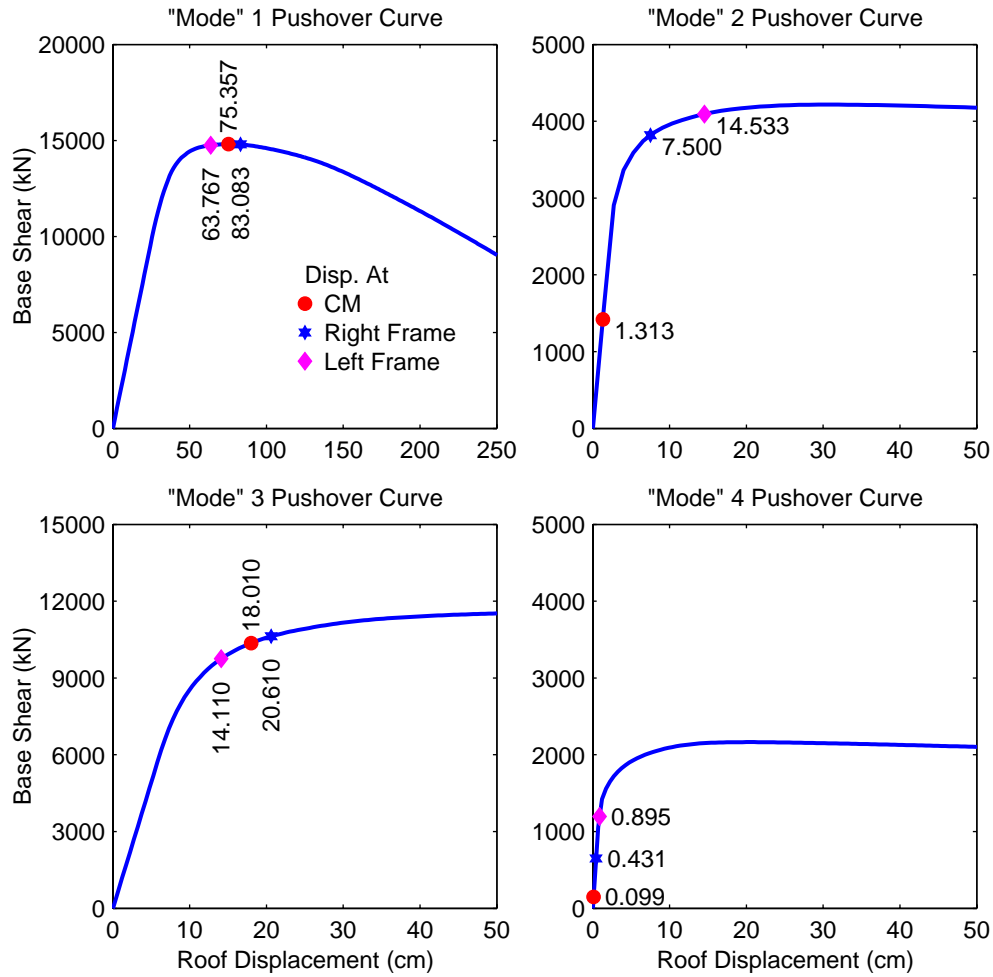 "Mode" 1 Pushover Curve
20000
15000
10000
5000
0
Base Shear (kN)
75.357
63.767
83.083
Disp. At
CM
Right Frame
Left Frame
0 50 100 150 200 250
"Mode" 2 Pushover Curve
5000
4000
3000
2000
1000
0
14.533
7.500
1.313
0 10 20 30 40 50
"Mode" 3 Pushover Curve
15000
12000
9000
6000
3000
0
Base Shear (kN)
18.010
14.110
20.610
0 10 20 30 40 50
Roof Displacement (cm)
"Mode" 4 Pushover Curve
5000
4000
3000
2000
1000
0
0.895
0.431
0.099
0 10 20 30 40 50
Roof Displacement (cm)